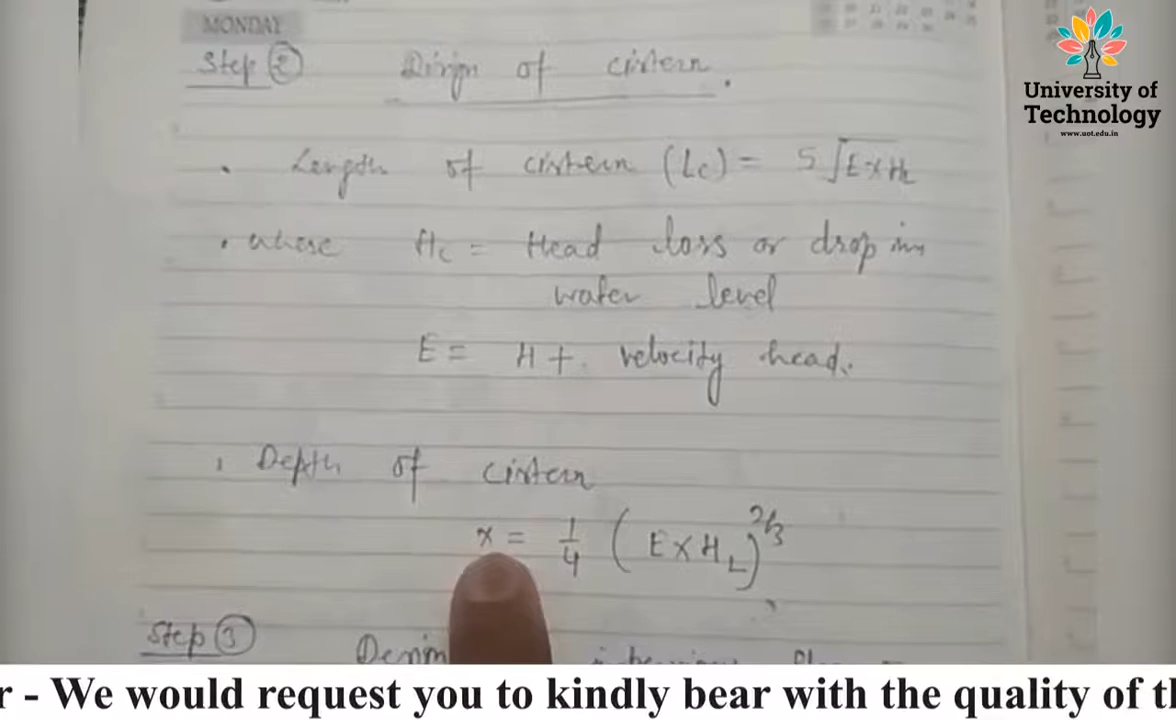 MONDAY
Step ② Design of cistern.
University of
Technology
www.uot.edu.in
• Length of cistern (Lc) = 5√E×HL
• where HL = Head loss or drop in
water level
E = H + velocity head.
• Depth of cistern
x = 1/4 (E×HL)^2/3
Step ③
r - We would request you to kindly bear with the quality of th